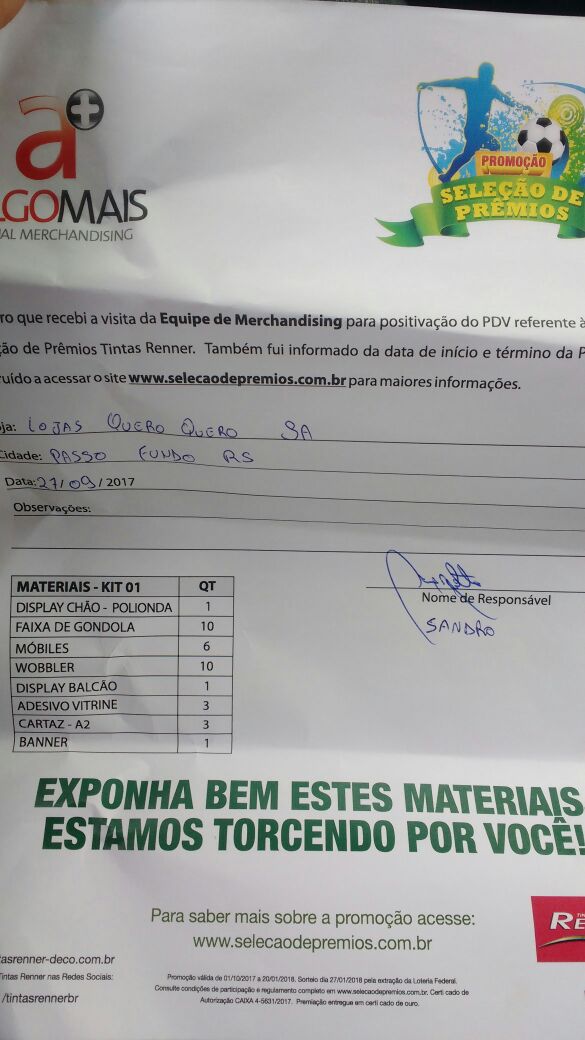 a+
LGOMAIS
AL MERCHANDISING
PROMOÇÃO
SELEÇÃO DE
PRÊMIOS
ro que recebi a visita da Equipe de Merchandising para positivação do PDV referente à
ção de Prêmios Tintas Renner. Também fui informado da data de início e término da P
ruído a acessar o site www.selecaodepremios.com.br para maiores informações.
ja: LOJAS QUERO QUERO SA
Cidade: PASSO FUNDO RS
Data: 27/09/2017
Observações:
Nome de Responsável
SANDRO
MATERIAIS - KIT 01 QT
DISPLAY CHÃO - POLIONDA 1
FAIXA DE GONDOLA 10
MÓBILES 6
WOBBLER 10
DISPLAY BALCÃO 1
ADESIVO VITRINE 3
CARTAZ - A2 3
BANNER 1
EXPONHA BEM ESTES MATERIAIS
ESTAMOS TORCENDO POR VOCÊ!
Para saber mais sobre a promoção acesse:
www.selecaodepremios.com.br
RE
tasrenner-deco.com.br
Tintas Renner nas Redes Sociais:
/tintasrennerbr
Promoção válida de 01/10/2017 a 20/01/2018. Sorteio dia 27/01/2018 pela extração da Loteria Federal.
Consulte condições de participação e regulamento completo em www.selecaodepremios.com.br. Certi cado de
Autorização CAIXA 4-5631/2017. Premiação entregue em certi cado de ouro.